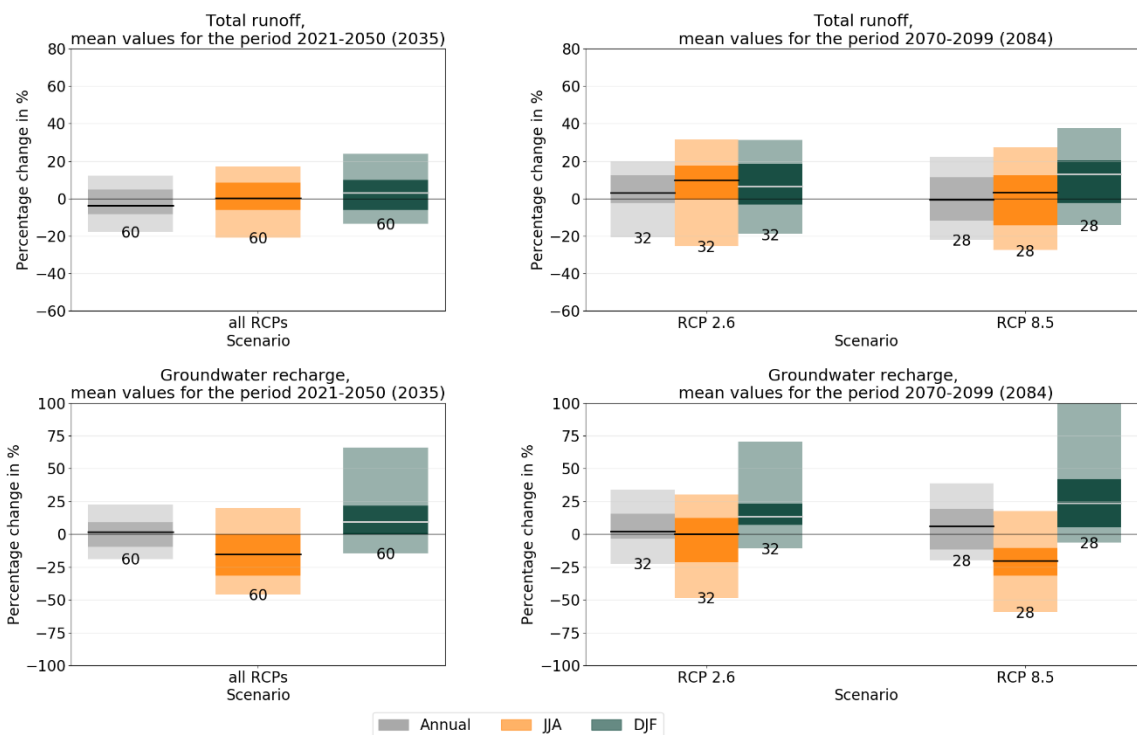 Total runoff,
mean values for the period 2021-2050 (2035)
80
60
40
20
0
−20
−40
−60
Percentage change in %
60
60
60
all RCPs
Scenario
Total runoff,
mean values for the period 2070-2099 (2084)
80
60
40
20
0
−20
−40
−60
Percentage change in %
32
32
32
28
28
28
RCP 2.6
RCP 8.5
Scenario
Groundwater recharge,
mean values for the period 2021-2050 (2035)
100
75
50
25
0
−25
−50
−75
−100
Percentage change in %
60
60
60
all RCPs
Scenario
Groundwater recharge,
mean values for the period 2070-2099 (2084)
100
75
50
25
0
−25
−50
−75
−100
Percentage change in %
32
32
32
28
28
28
RCP 2.6
RCP 8.5
Scenario
Annual JJA DJF